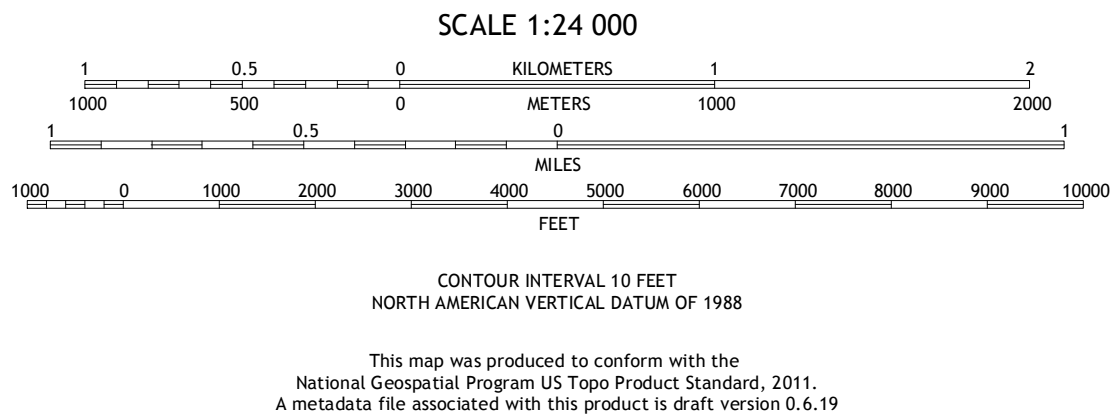 SCALE 1:24 000
1 0.5 0 KILOMETERS 1 2
1000 500 0 METERS 1000 2000
1 0.5 0 1
MILES
1000 0 1000 2000 3000 4000 5000 6000 7000 8000 9000 10000
FEET
CONTOUR INTERVAL 10 FEET
NORTH AMERICAN VERTICAL DATUM OF 1988
This map was produced to conform with the
National Geospatial Program US Topo Product Standard, 2011.
A metadata file associated with this product is draft version 0.6.19